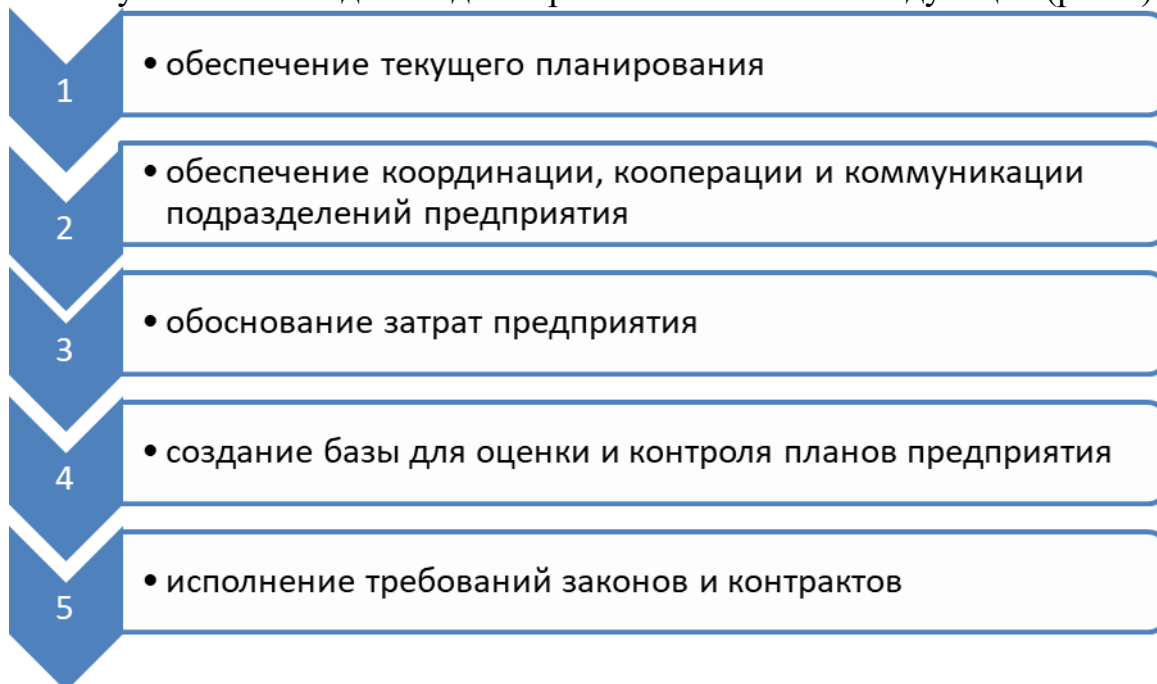 1
• обеспечение текущего планирования
2
• обеспечение координации, кооперации и коммуникации
подразделений предприятия
3
• обоснование затрат предприятия
4
• создание базы для оценки и контроля планов предприятия
5
• исполнение требований законов и контрактов